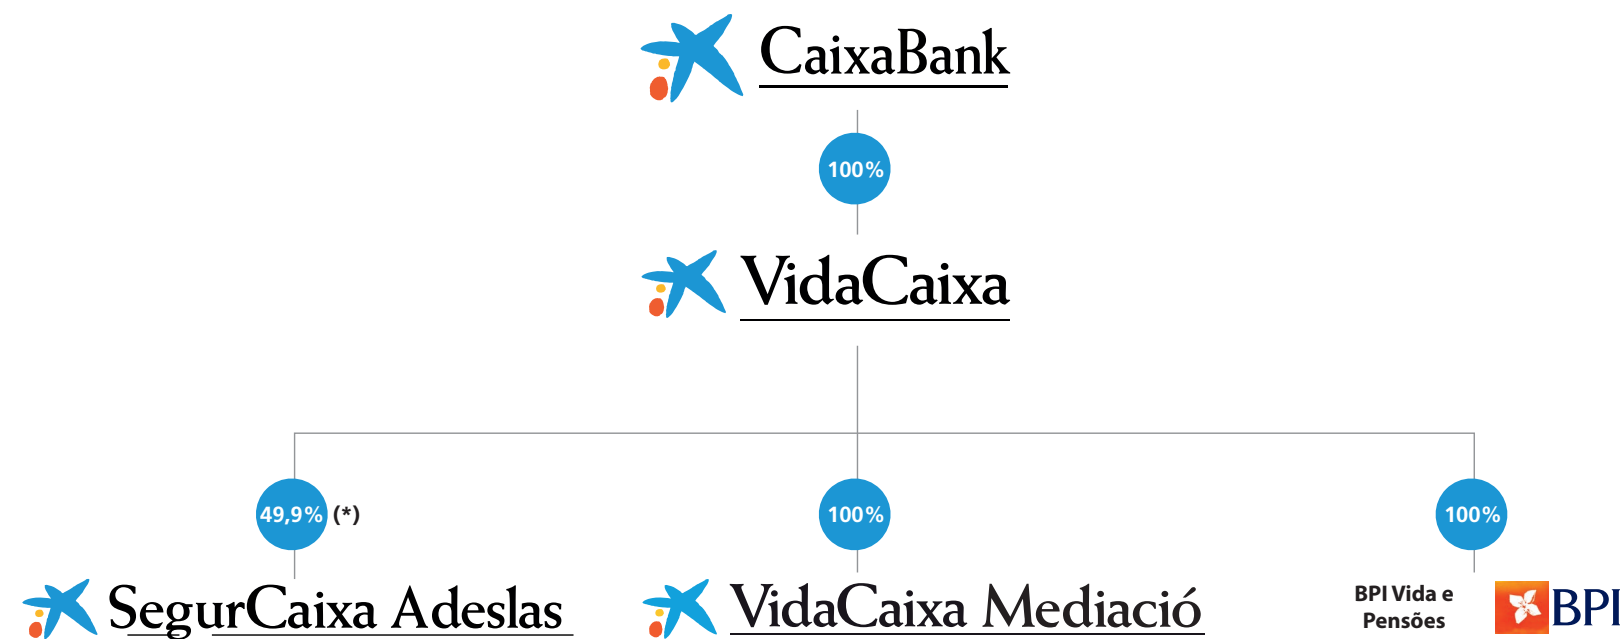 CaixaBank
100%
VidaCaixa
49,9% (*)
100%
100%
SegurCaixa Adeslas
VidaCaixa Mediació
BPI Vida e
Pensões
BPI